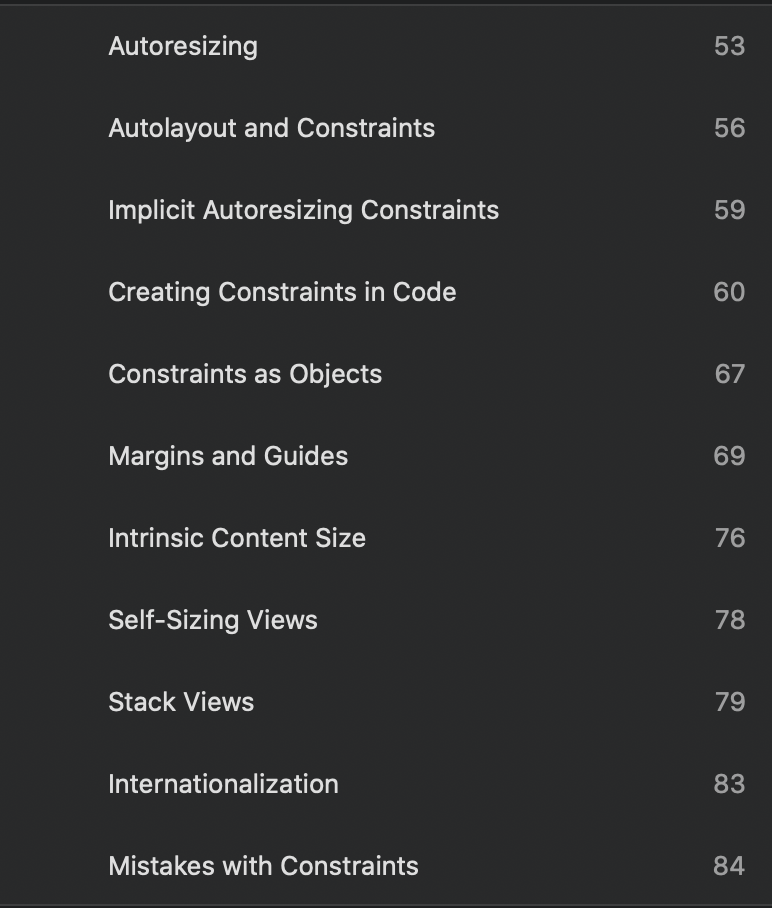 Autoresizing 53
Autolayout and Constraints 56
Implicit Autoresizing Constraints 59
Creating Constraints in Code 60
Constraints as Objects 67
Margins and Guides 69
Intrinsic Content Size 76
Self-Sizing Views 78
Stack Views 79
Internationalization 83
Mistakes with Constraints 84